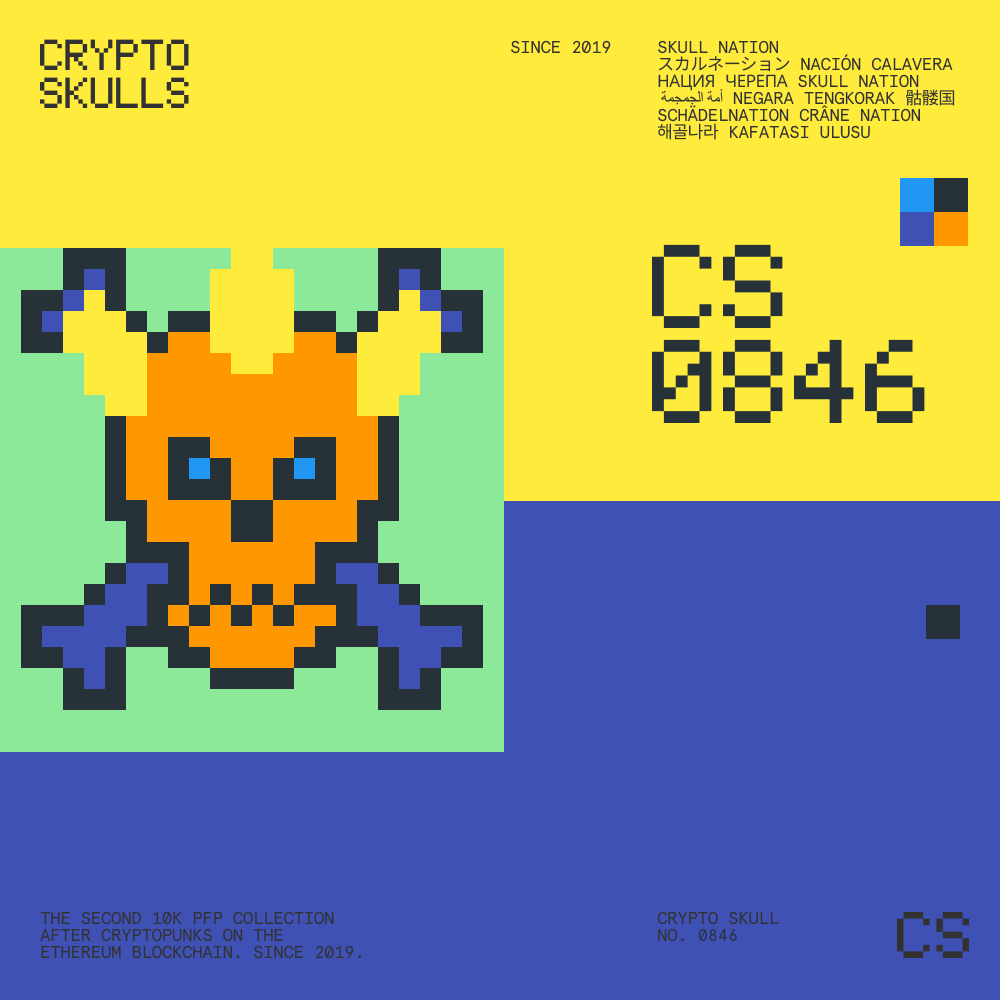 CRYPTO
SKULLS
SINCE 2019
SKULL NATION
スカルネーション NACIÓN CALAVERA
НАЦИЯ ЧЕРЕПА SKULL NATION
أمة الجمجمة NEGARA TENGKORAK 骷髅国
SCHÄDELNATION CRÂNE NATION
해골나라 KAFATASI ULUSU
CS
0846
THE SECOND 10K PFP COLLECTION
AFTER CRYPTOPUNKS ON THE
ETHEREUM BLOCKCHAIN. SINCE 2019.
CRYPTO SKULL
NO. 0846
CS